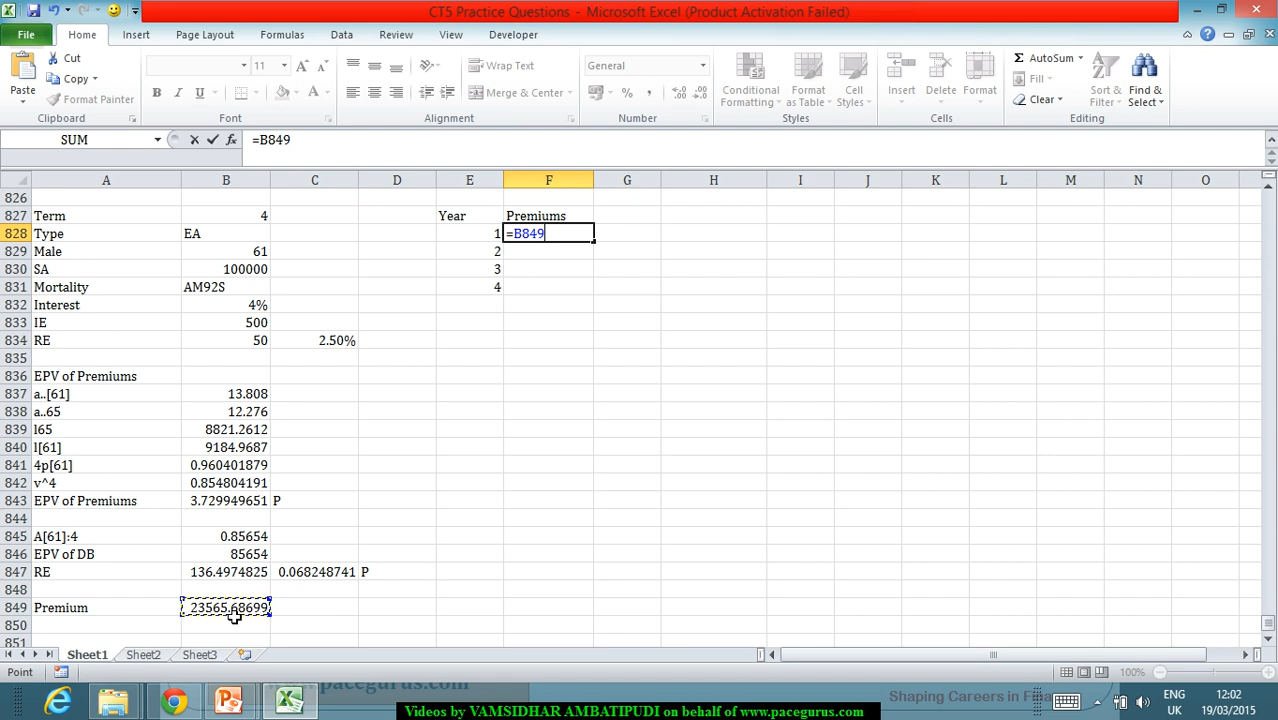 CT5 Practice Questions - Microsoft Excel (Product Activation Failed)
File Home Insert Page Layout Formulas Data Review View Developer
Paste Cut Copy Format Painter Clipboard
11 Font
Wrap Text Merge & Center Alignment
General Number
Conditional Formatting Format as Table Cell Styles Styles
Insert Delete Format Cells
AutoSum Fill Clear Sort & Filter Find & Select Editing
SUM =B849
A B C D E F G H I J K L M N O
826
827 Term 4 Year Premiums
828 Type EA 1 =B849
829 Male 61 2
830 SA 100000 3
831 Mortality AM92S 4
832 Interest 4%
833 IE 500
834 RE 50 2.50%
835
836 EPV of Premiums
837 a..[61] 13.808
838 a..65 12.276
839 l65 8821.2612
840 l[61] 9184.9687
841 4p[61] 0.960401879
842 v^4 0.854804191
843 EPV of Premiums 3.729949651 P
844
845 A[61]:4 0.85654
846 EPV of DB 85654
847 RE 136.4974825 0.068248741 P
848
849 Premium 23565.68699
850
851
Sheet1 Sheet2 Sheet3
Point 100%
www.pacegurus.com Shaping Careers in Fin
ENG UK 12:02 19/03/2015
Videos by VAMSIDHAR AMBATIPUDI on behalf of www.pacegurus.com